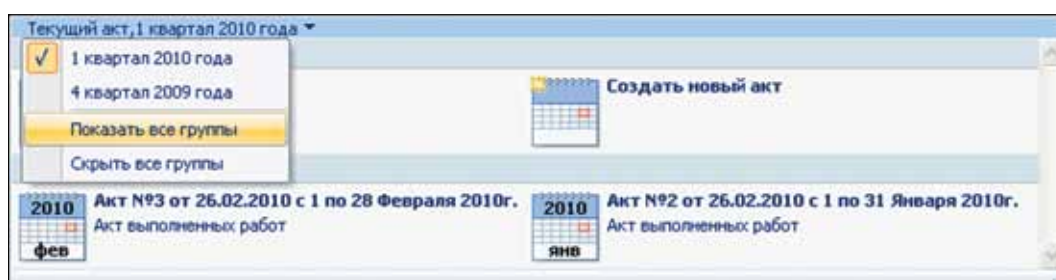 Текущий акт,1 квартал 2010 года
1 квартал 2010 года
4 квартал 2009 года
Показать все группы
Скрыть все группы
Создать новый акт
2010
фев
Акт №3 от 26.02.2010 с 1 по 28 Февраля 2010г.
Акт выполненных работ
2010
янв
Акт №2 от 26.02.2010 с 1 по 31 Января 2010г.
Акт выполненных работ